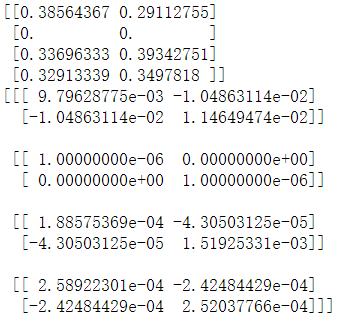 [[0.38564367 0.29112755]
[0. 0. ]
[0.33696333 0.39342751]
[0.32913339 0.3497818 ]]
[[[ 9.79628775e-03 -1.04863114e-02]
[-1.04863114e-02 1.14649474e-02]]
[[ 1.00000000e-06 0.00000000e+00]
[ 0.00000000e+00 1.00000000e-06]]
[[ 1.88575369e-04 -4.30503125e-05]
[-4.30503125e-05 1.51925331e-03]]
[[ 2.58922301e-04 -2.42484429e-04]
[-2.42484429e-04 2.52037766e-04]]]